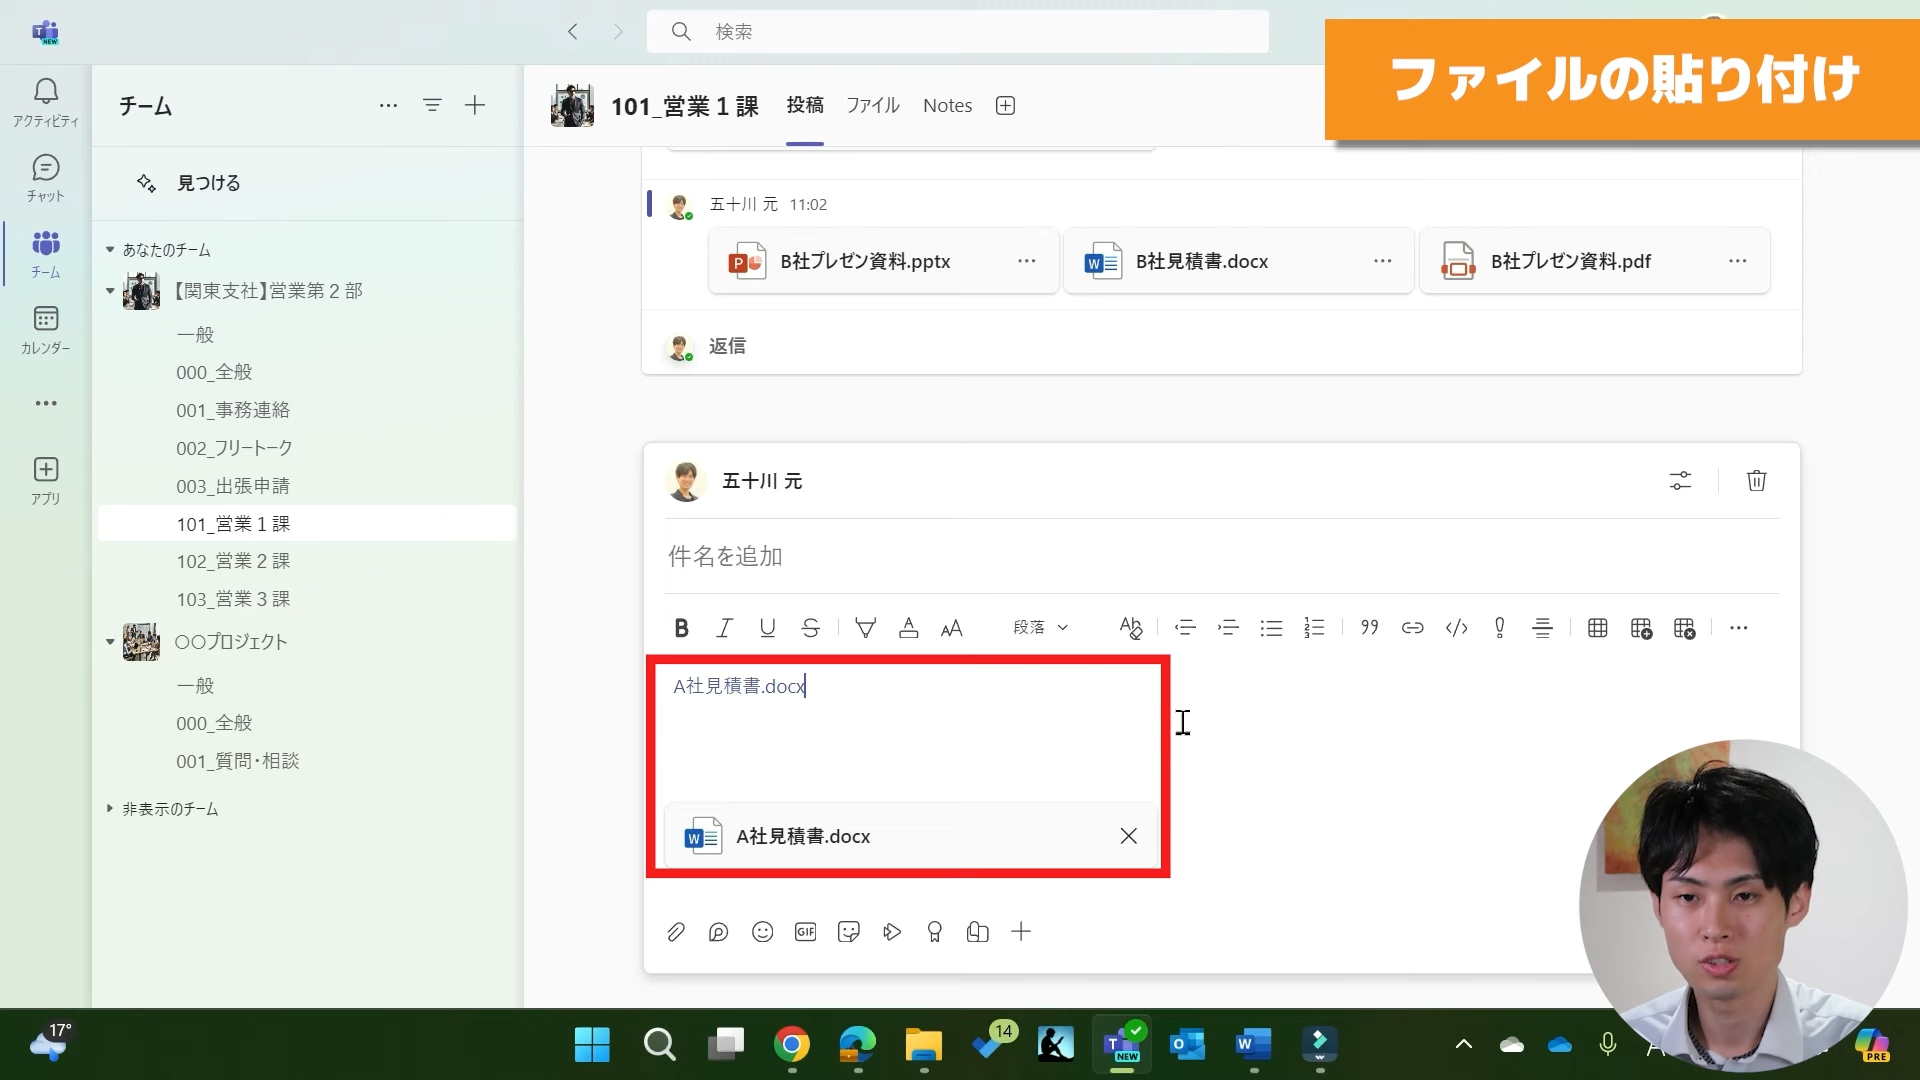 検索
ファイルの貼り付け
NEW
アクティビティ
チャット
チーム
カレンダー
アプリ
チーム
見つける
あなたのチーム
【関東支社】営業第２部
一般
000_全般
001_事務連絡
002_フリートーク
003_出張申請
101_営業１課
102_営業２課
103_営業３課
〇〇プロジェクト
一般
000_全般
001_質問・相談
非表示のチーム
101_営業１課 投稿 ファイル Notes
五十川 元 11:02
B社プレゼン資料.pptx B社見積書.docx B社プレゼン資料.pdf
返信
五十川 元
件名を追加
段落
A社見積書.docx
A社見積書.docx
GIF
17°
14
NEW
PRE